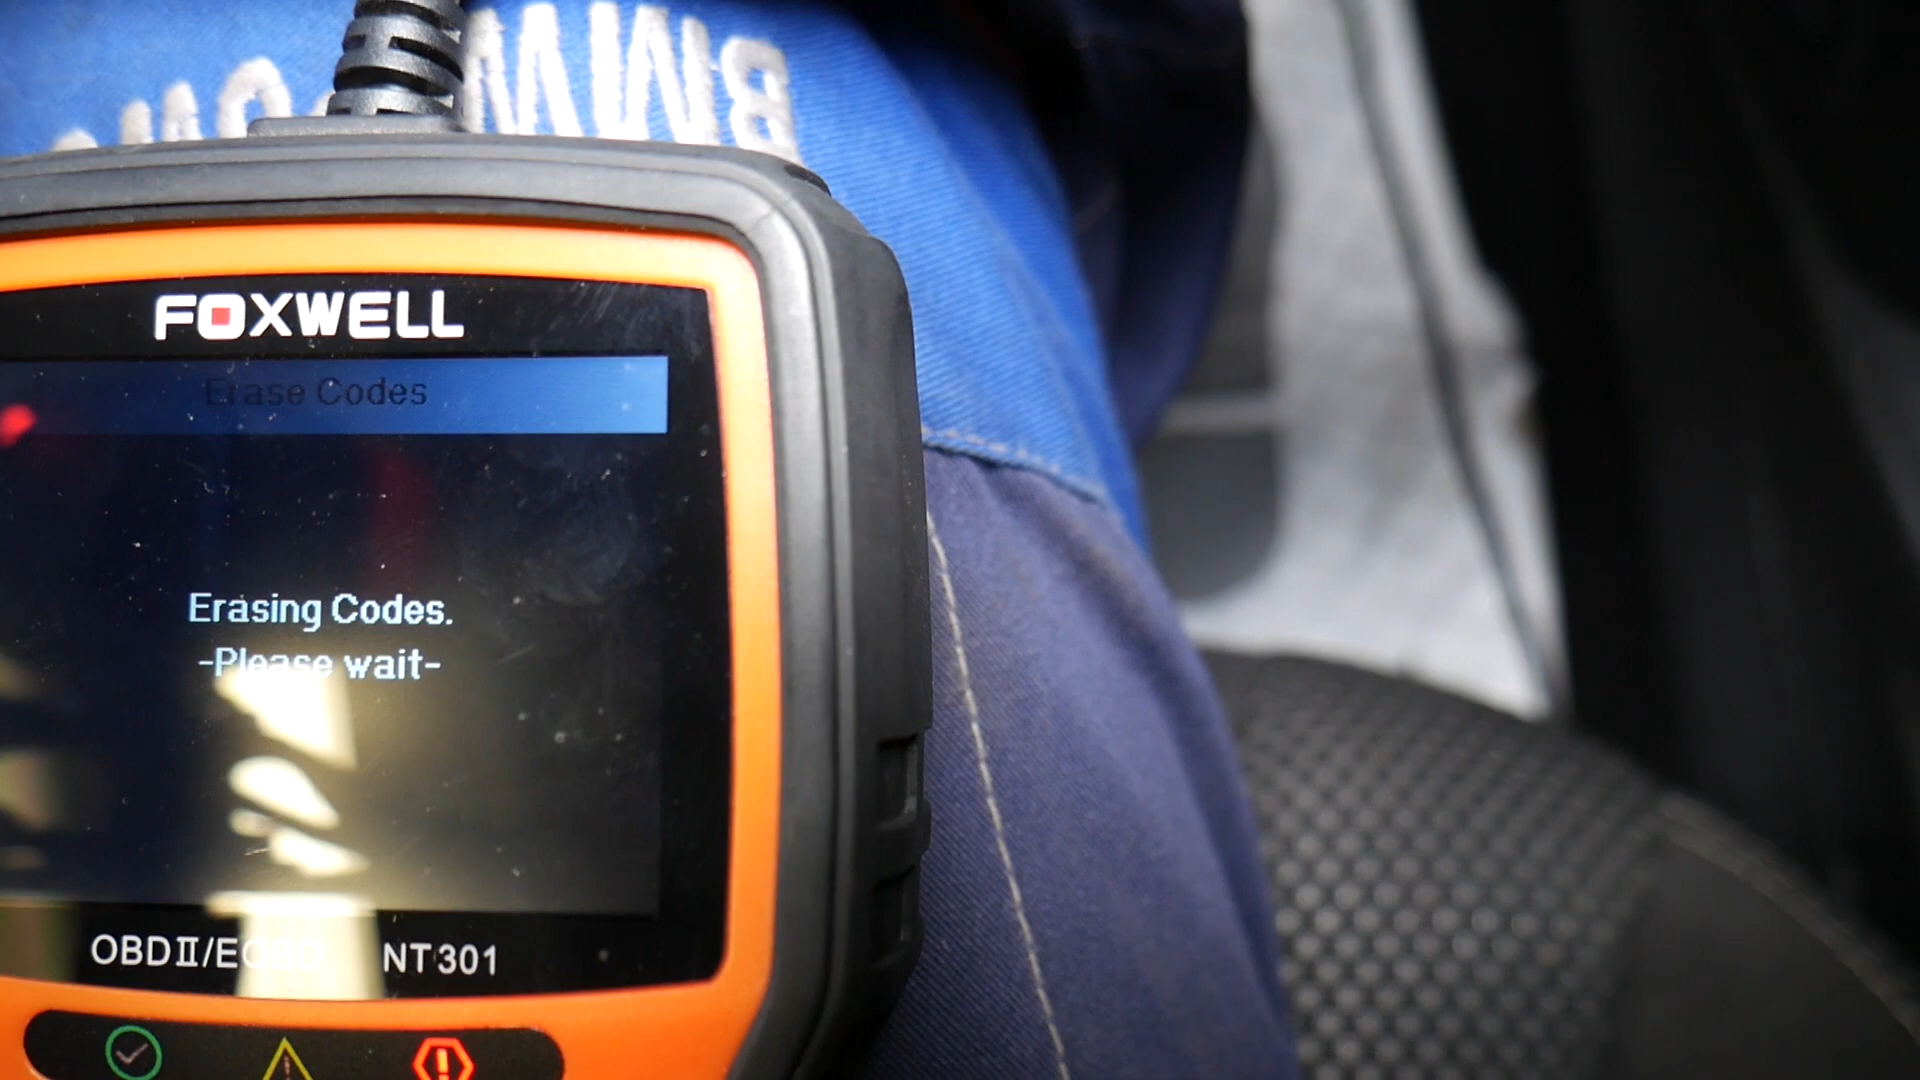 BMW
FOXWELL
Erase Codes
Erasing Codes.
-Please wait-
OBDII/EOBD NT301